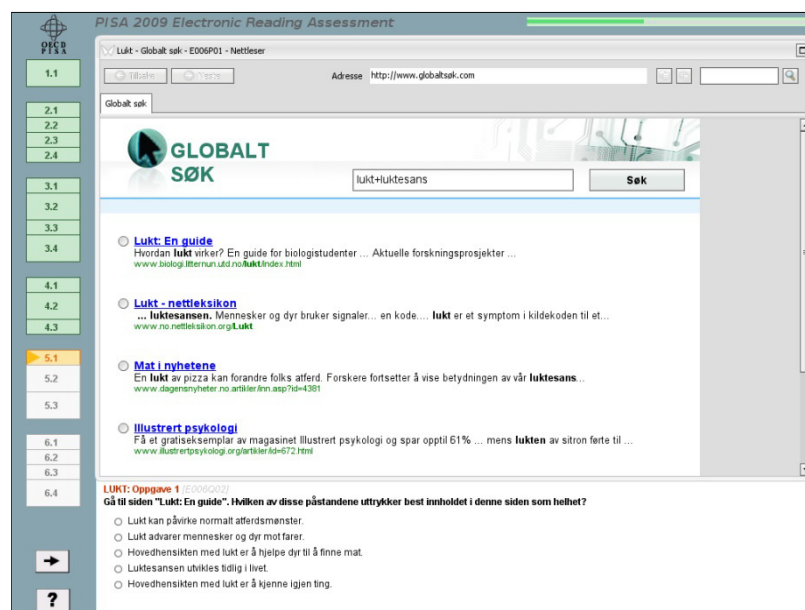 PISA 2009 Electronic Reading Assessment
OECD
PISA
Lukt - Globalt søk - E006P01 - Nettleser
Tilbake
Neste
Adresse
http://www.globaltsøk.com
Globalt søk
GLOBALT
SØK
lukt+luktesans
Søk
Lukt: En guide
Hvordan lukt virker? En guide for biologistudenter ... Aktuelle forskningsprosjekter ...
www.biologi.litternun.utd.no/lukt/index.html
Lukt - nettleksikon
... luktesansen. Mennesker og dyr bruker signaler... en kode.... lukt er et symptom i kildekoden til et...
www.no.nettleksikon.org/Lukt
Mat i nyhetene
En lukt av pizza kan forandre folks atferd. Forskere fortsetter å vise betydningen av vår luktesans...
www.dagensnyheter.no.artikler/inn.asp?id=4381
Illustrert psykologi
Få et gratiseksemplar av magasinet Illustrert psykologi og spar opptil 61% ... mens lukten av sitron førte til ...
www.illustrertpsykologi.org/artikler/id=672.html
1.1
2.1
2.2
2.3
2.4
3.1
3.2
3.3
3.4
4.1
4.2
4.3
5.1
5.2
5.3
6.1
6.2
6.3
6.4
?
LUKT: Oppgave 1 [E006Q02]
Gå til siden "Lukt: En guide". Hvilken av disse påstandene uttrykker best innholdet i denne siden som helhet?
Lukt kan påvirke normalt atferdsmønster.
Lukt advarer mennesker og dyr mot farer.
Hovedhensikten med lukt er å hjelpe dyr til å finne mat.
Luktesansen utvikles tidlig i livet.
Hovedhensikten med lukt er å kjenne igjen ting.